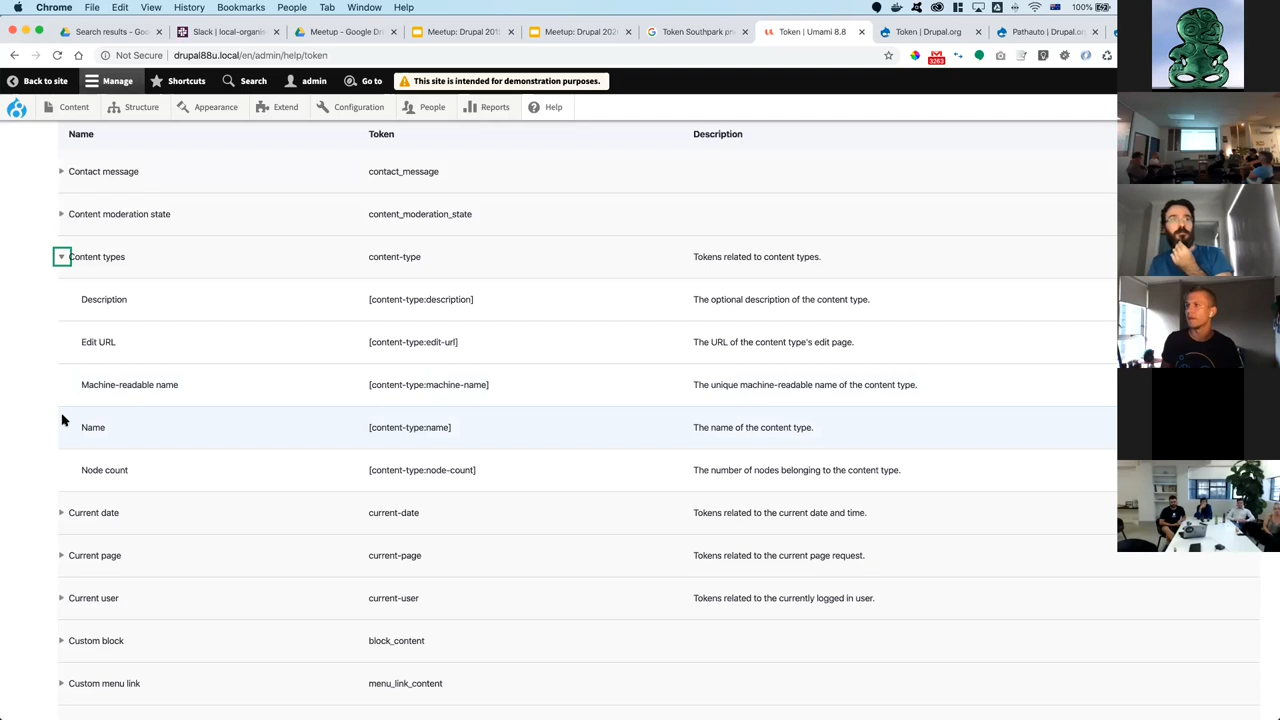 Chrome File Edit View History Bookmarks People Tab Window Help 100%
Search results - Goo Slack | local-organise Meetup - Google Dri Meetup: Drupal 201 Meetup: Drupal 202 Token Southpark pn Token | Umami 8.8 Token | Drupal.org Pathauto | Drupal.org
Not Secure drupal88u.local/en/admin/help/token 3263
Back to site Manage Shortcuts Search admin Go to This site is intended for demonstration purposes.
Content Structure Appearance Extend Configuration People Reports Help
Name Token Description
Contact message contact_message
Content moderation state content_moderation_state
Content types content-type Tokens related to content types.
Description [content-type:description] The optional description of the content type.
Edit URL [content-type:edit-url] The URL of the content type's edit page.
Machine-readable name [content-type:machine-name] The unique machine-readable name of the content type.
Name [content-type:name] The name of the content type.
Node count [content-type:node-count] The number of nodes belonging to the content type.
Current date current-date Tokens related to the current date and time.
Current page current-page Tokens related to the current page request.
Current user current-user Tokens related to the currently logged in user.
Custom block block_content
Custom menu link menu_link_content